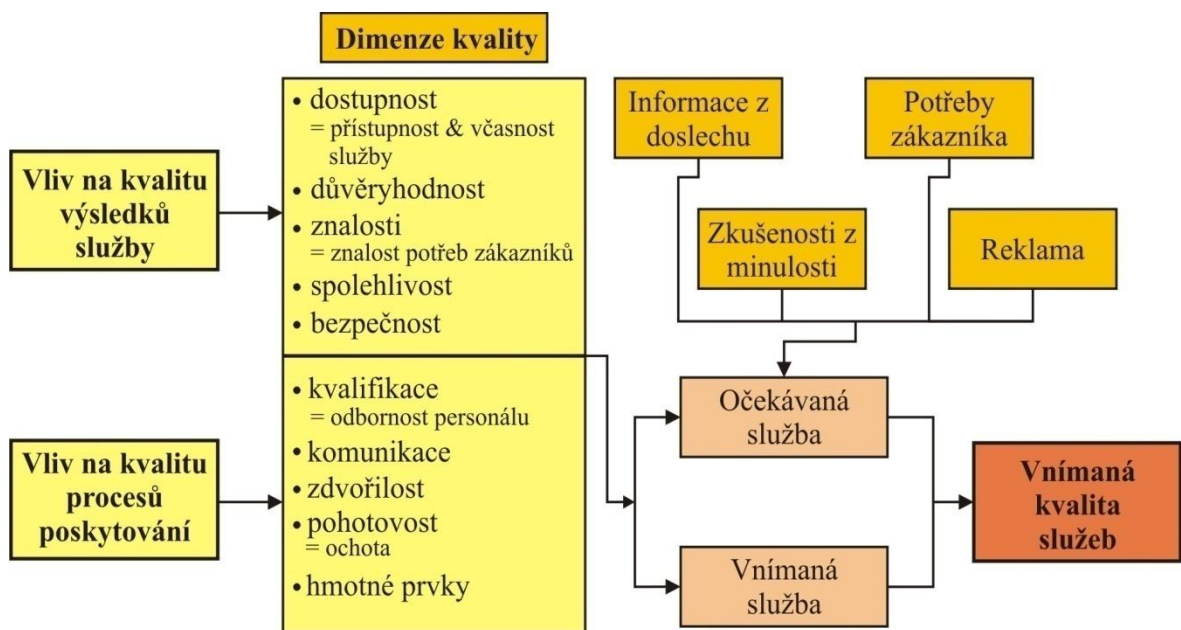 Dimenze kvality
Vliv na kvalitu
výsledků
služby
Vliv na kvalitu
procesů
poskytování
• dostupnost
= přístupnost & včasnost
služby
• důvěryhodnost
• znalosti
= znalost potřeb zákazníků
• spolehlivost
• bezpečnost
• kvalifikace
= odbornost personálu
• komunikace
• zdvořilost
• pohotovost
= ochota
• hmotné prvky
Informace z
doslechu
Potřeby
zákazníka
Zkušenosti z
minulosti
Reklama
Očekávaná
služba
Vnímaná
služba
Vnímaná
kvalita
služeb